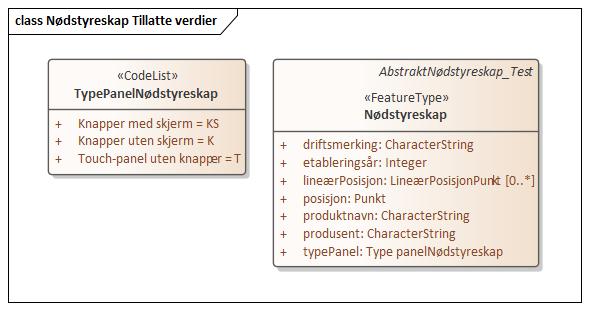 class Nødstyreskap Tillatte verdier
«CodeList»
TypePanelNødstyreskap
+ Knapper med skjerm = KS
+ Knapper uten skjerm = K
+ Touch-panel uten knapper = T
AbstraktNødstyreskap_Test
«FeatureType»
Nødstyreskap
+ driftsmerking: CharacterString
+ etableringsår: Integer
+ lineærPosisjon: LineærPosisjonPunkt [0..*]
+ posisjon: Punkt
+ produktnavn: CharacterString
+ produsent: CharacterString
+ typePanel: Type panelNødstyreskap